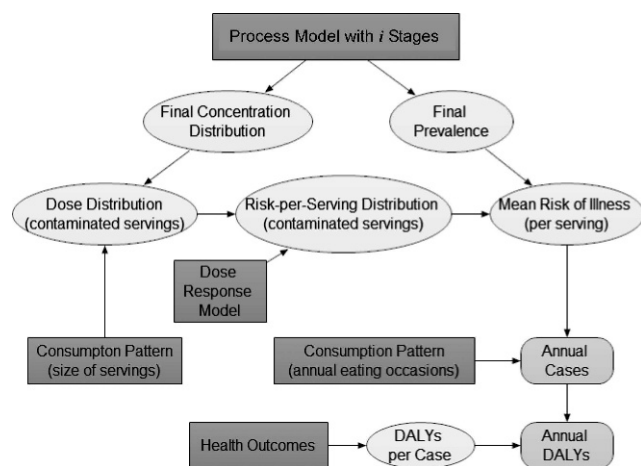 Process Model with i Stages
Final Concentration
Distribution
Final
Prevalence
Dose Distribution
(contaminated servings)
Risk-per-Serving Distribution
(contaminated servings)
Mean Risk of Illness
(per serving)
Dose
Response
Model
Consumpton Pattern
(size of servings)
Consumption Pattern
(annual eating occasions)
Annual
Cases
Health Outcomes
DALYs
per Case
Annual
DALYs